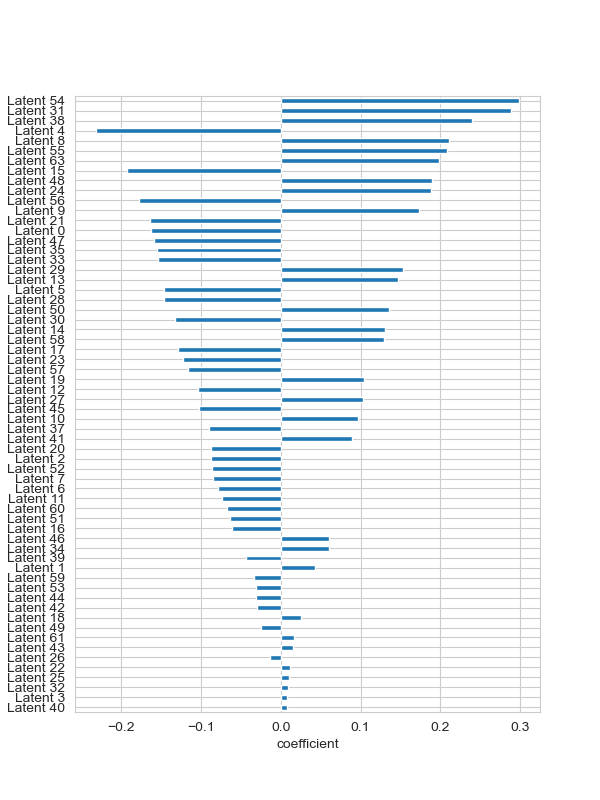 Latent 54
Latent 31
Latent 38
Latent 4
Latent 8
Latent 55
Latent 63
Latent 15
Latent 48
Latent 24
Latent 56
Latent 9
Latent 21
Latent 0
Latent 47
Latent 35
Latent 33
Latent 29
Latent 13
Latent 5
Latent 28
Latent 50
Latent 30
Latent 14
Latent 58
Latent 17
Latent 23
Latent 57
Latent 19
Latent 12
Latent 27
Latent 45
Latent 10
Latent 37
Latent 41
Latent 20
Latent 2
Latent 52
Latent 7
Latent 6
Latent 11
Latent 60
Latent 51
Latent 16
Latent 46
Latent 34
Latent 39
Latent 1
Latent 59
Latent 53
Latent 44
Latent 42
Latent 18
Latent 49
Latent 61
Latent 43
Latent 26
Latent 22
Latent 25
Latent 32
Latent 3
Latent 40
−0.2 −0.1 0.0 0.1 0.2 0.3
coefficient